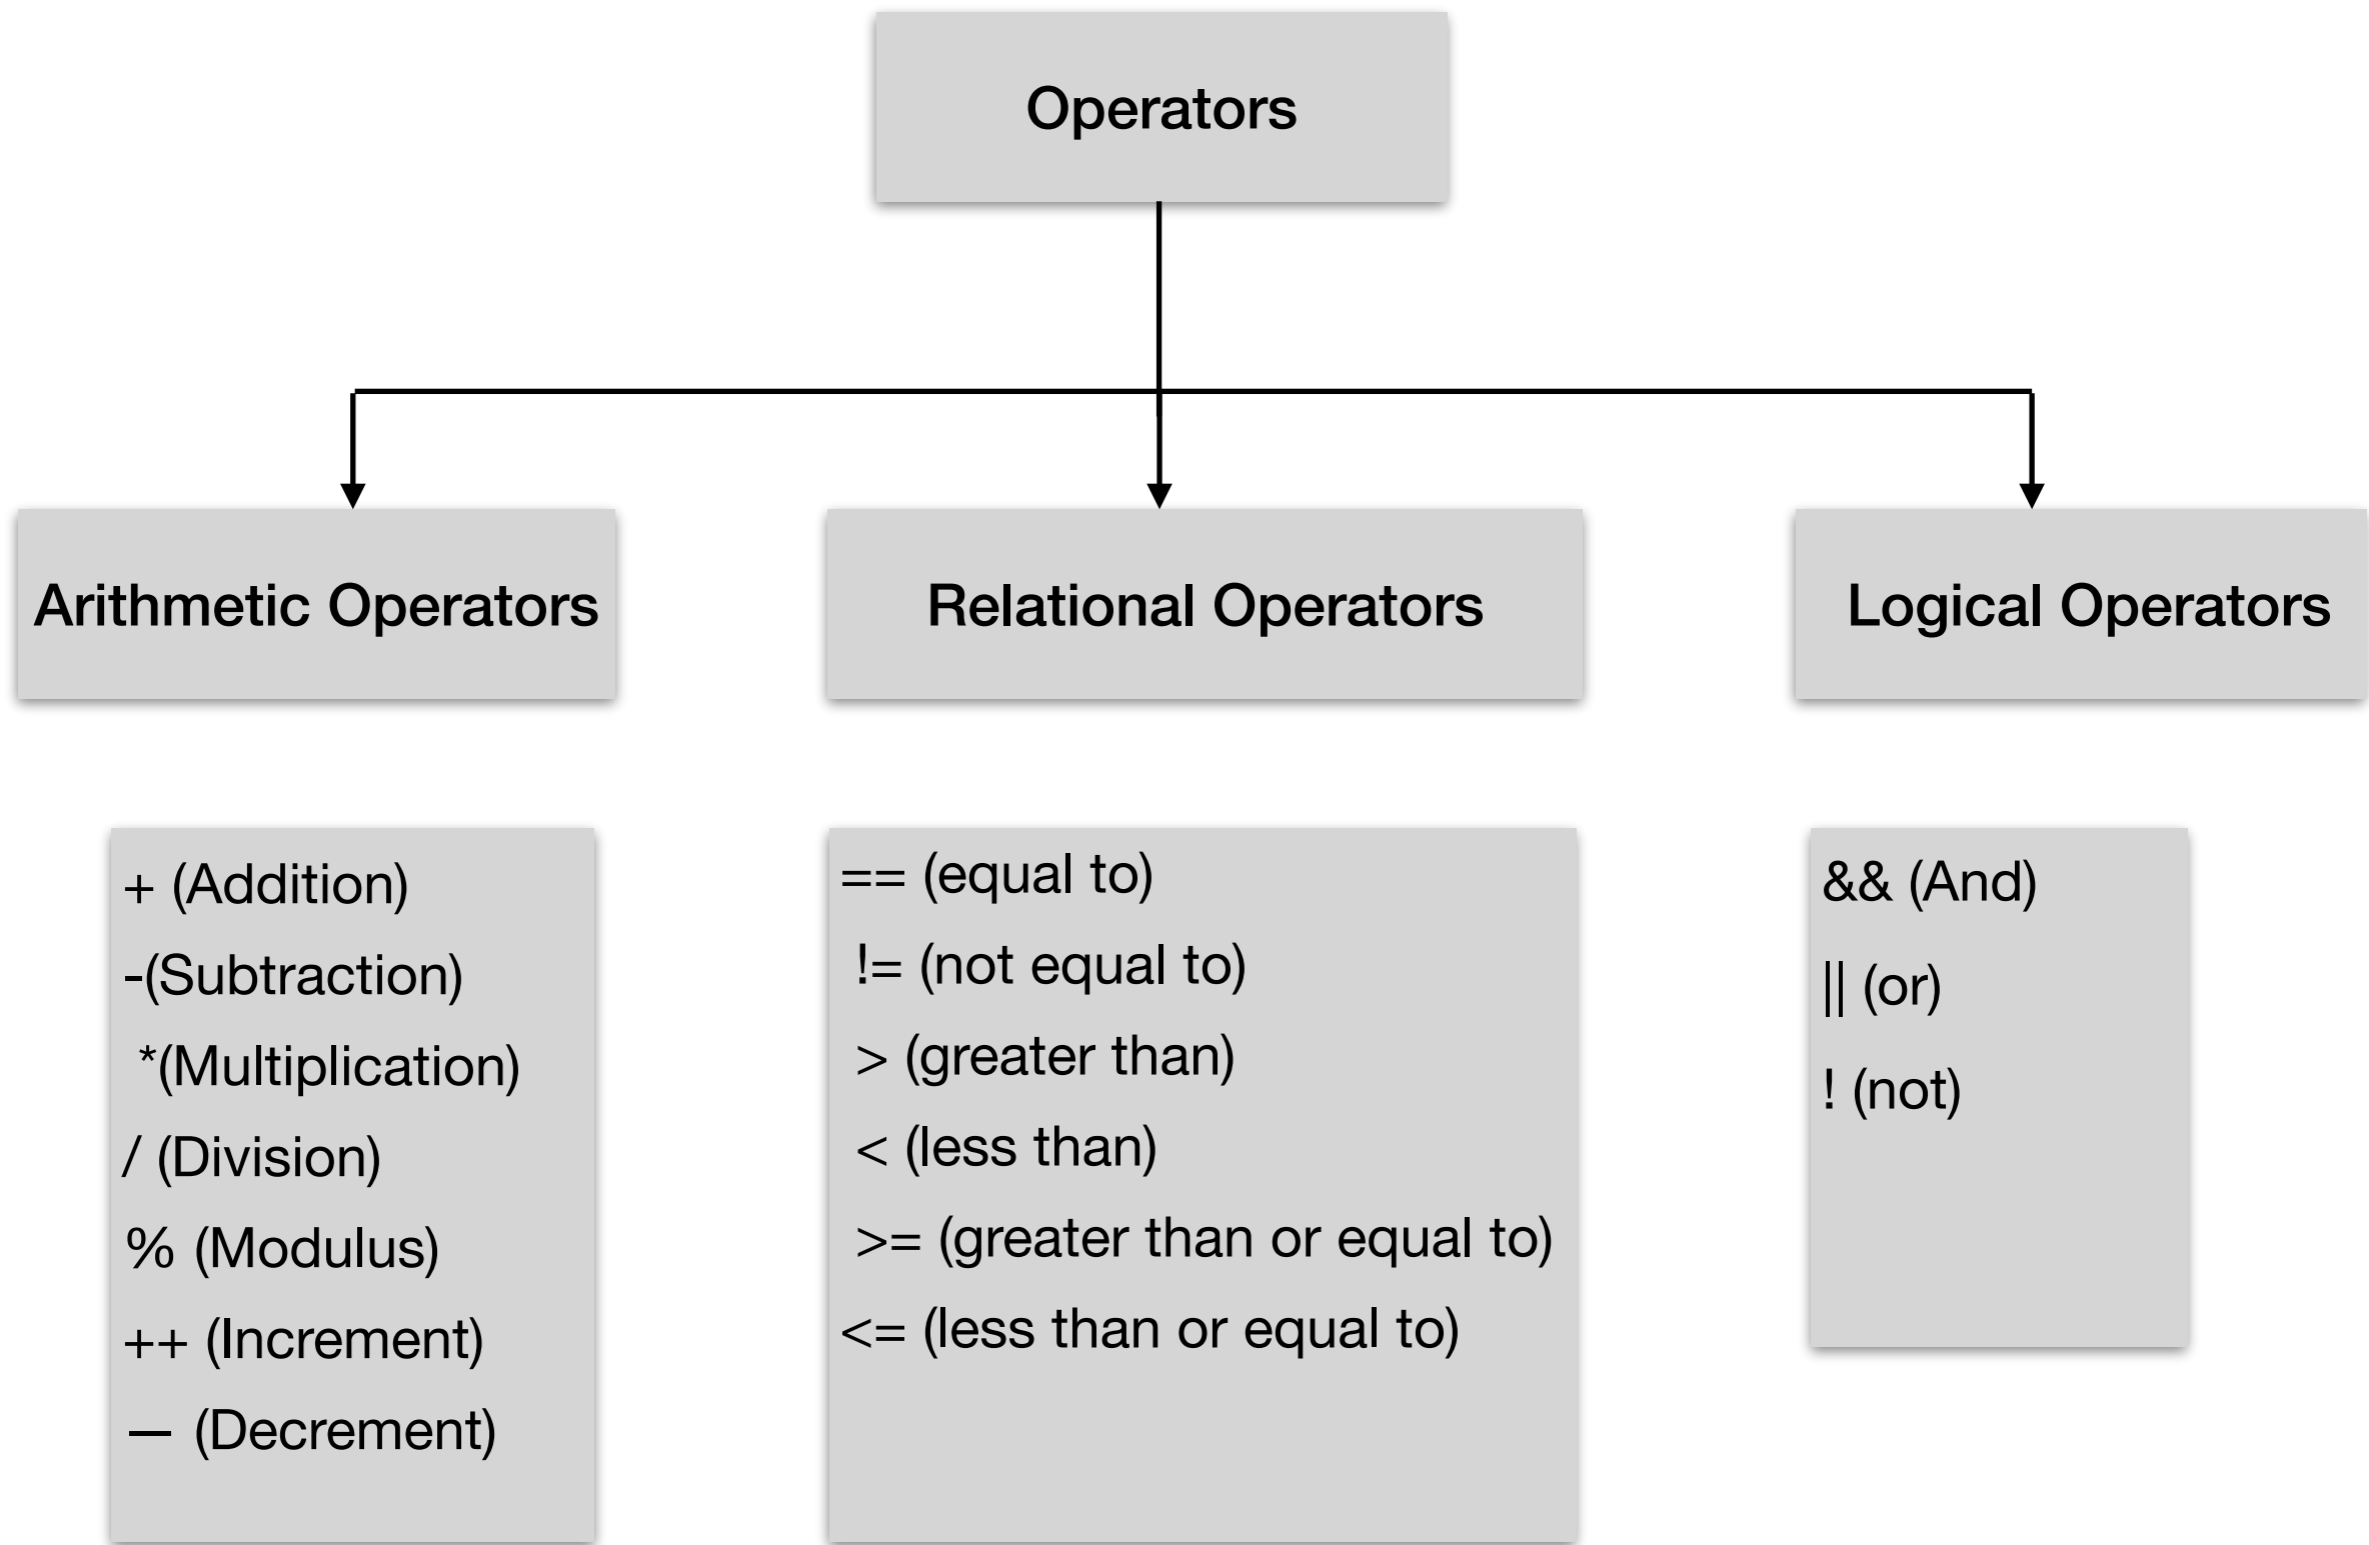 Operators
Arithmetic Operators
Relational Operators
Logical Operators
+ (Addition)
-(Subtraction)
*(Multiplication)
/ (Division)
% (Modulus)
++ (Increment)
— (Decrement)
== (equal to)
!= (not equal to)
> (greater than)
< (less than)
>= (greater than or equal to)
<= (less than or equal to)
&& (And)
|| (or)
! (not)